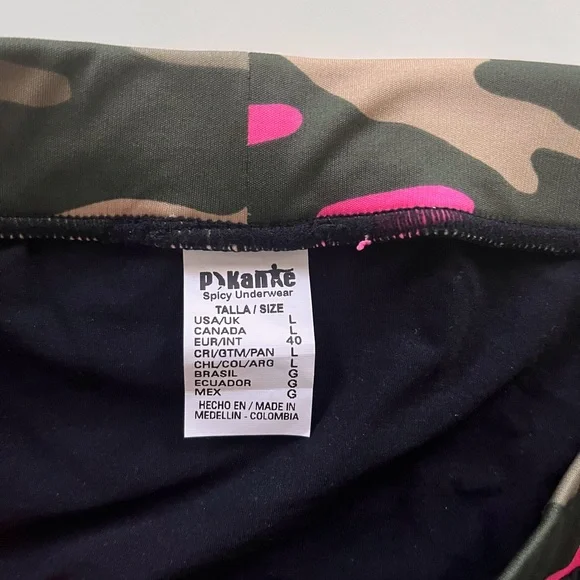 PiKante
Spicy Underwear
TALLA / SIZE
USA/UK L
CANADA L
EUR/INT 40
CRI/GTM/PAN L
CHL/COL/ARG L
BRASIL G
ECUADOR G
MEX G
HECHO EN / MADE IN
MEDELLIN - COLOMBIA